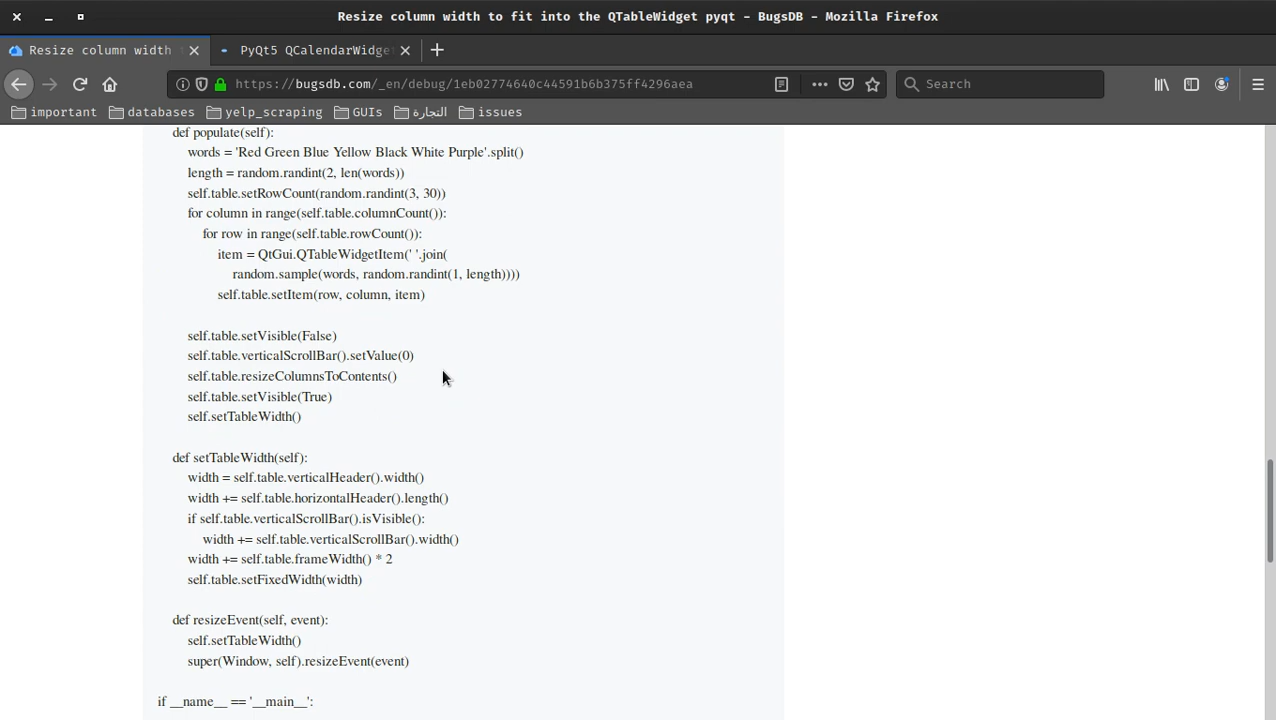 Resize column width to fit into the QTableWidget pyqt - BugsDB - Mozilla Firefox
Resize column width
PyQt5 QCalendarWidge
https://bugsdb.com/_en/debug/1eb02774640c44591b6b375ff4296aea
Search
important databases yelp_scraping GUIs التجارة issues
def populate(self):
words = 'Red Green Blue Yellow Black White Purple'.split()
length = random.randint(2, len(words))
self.table.setRowCount(random.randint(3, 30))
for column in range(self.table.columnCount()):
for row in range(self.table.rowCount()):
item = QtGui.QTableWidgetItem(' '.join(
random.sample(words, random.randint(1, length))))
self.table.setItem(row, column, item)
self.table.setVisible(False)
self.table.verticalScrollBar().setValue(0)
self.table.resizeColumnsToContents()
self.table.setVisible(True)
self.setTableWidth()
def setTableWidth(self):
width = self.table.verticalHeader().width()
width += self.table.horizontalHeader().length()
if self.table.verticalScrollBar().isVisible():
width += self.table.verticalScrollBar().width()
width += self.table.frameWidth() * 2
self.table.setFixedWidth(width)
def resizeEvent(self, event):
self.setTableWidth()
super(Window, self).resizeEvent(event)
if __name__ == '__main__':